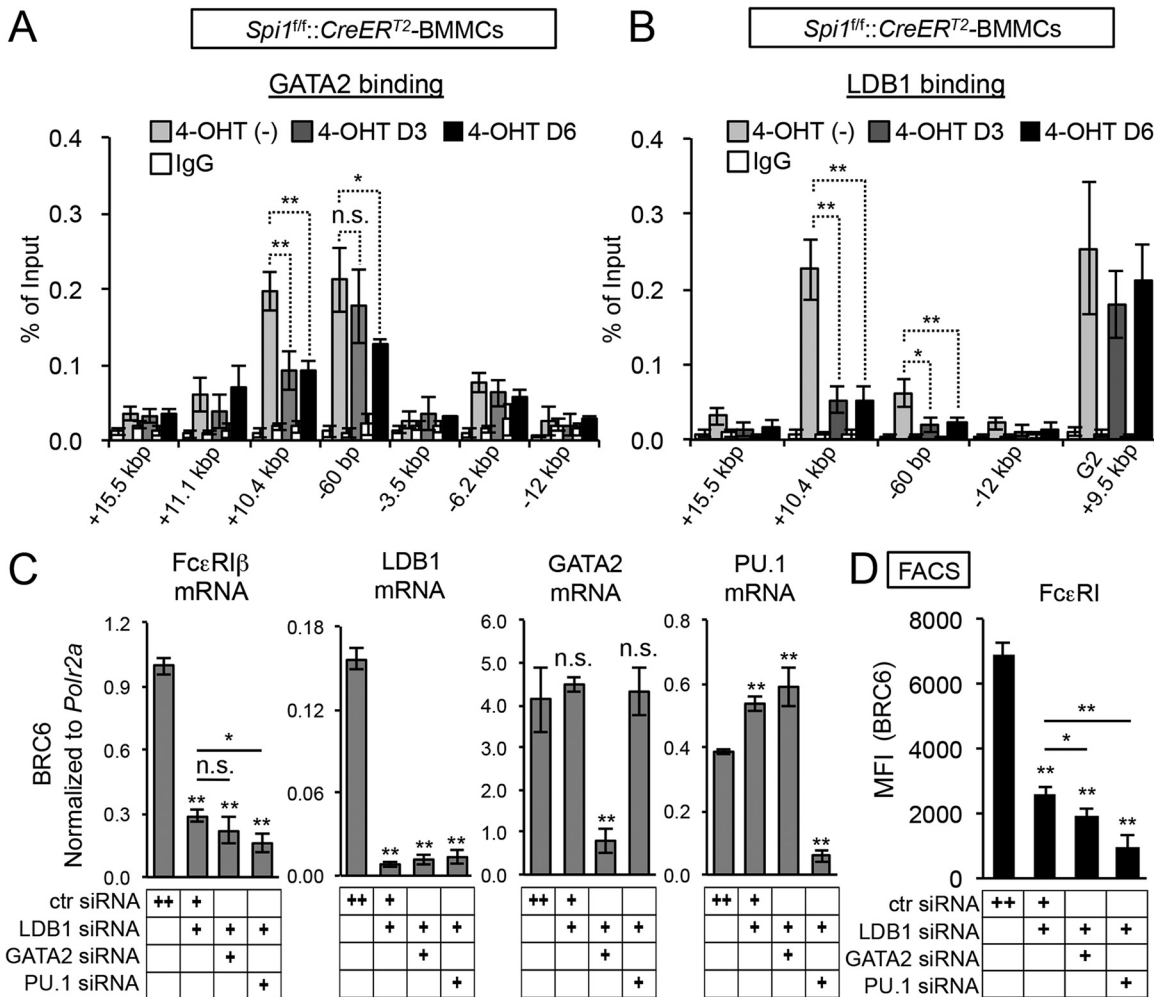 A
Spi1f/f::CreERT2-BMMCs
GATA2 binding
4-OHT (-) 4-OHT D3 4-OHT D6
IgG
% of Input
0.4
0.3
0.2
0.1
0.0
**
**
n.s.
*
+15.5 kbp
+11.1 kbp
+10.4 kbp
-60 bp
-3.5 kbp
-6.2 kbp
-12 kbp
B
Spi1f/f::CreERT2-BMMCs
LDB1 binding
4-OHT (-) 4-OHT D3 4-OHT D6
IgG
% of Input
0.4
0.3
0.2
0.1
0.0
**
**
**
*
+15.5 kbp
+10.4 kbp
-60 bp
-12 kbp
G2
+9.5 kbp
C
BRC6
Normalized to Polr2a
FcεRIβ
mRNA
1.2
1.0
0.6
0.3
0.0
*
n.s.
** ** **
LDB1
mRNA
0.18
0.12
0.06
0.00
** ** **
GATA2
mRNA
6.0
5.0
4.0
3.0
2.0
1.0
0.0
n.s. ** n.s.
PU.1
mRNA
0.8
0.6
0.4
0.2
0.0
** ** **
ctr siRNA ++ + ++ + ++ + ++ +
LDB1 siRNA + + + + + + + + + + + +
GATA2 siRNA + + + +
PU.1 siRNA + + + +
D
FACS
FcεRI
MFI (BRC6)
8000
6000
4000
2000
0
**
*
** ** **
ctr siRNA ++ +
LDB1 siRNA + + +
GATA2 siRNA +
PU.1 siRNA +